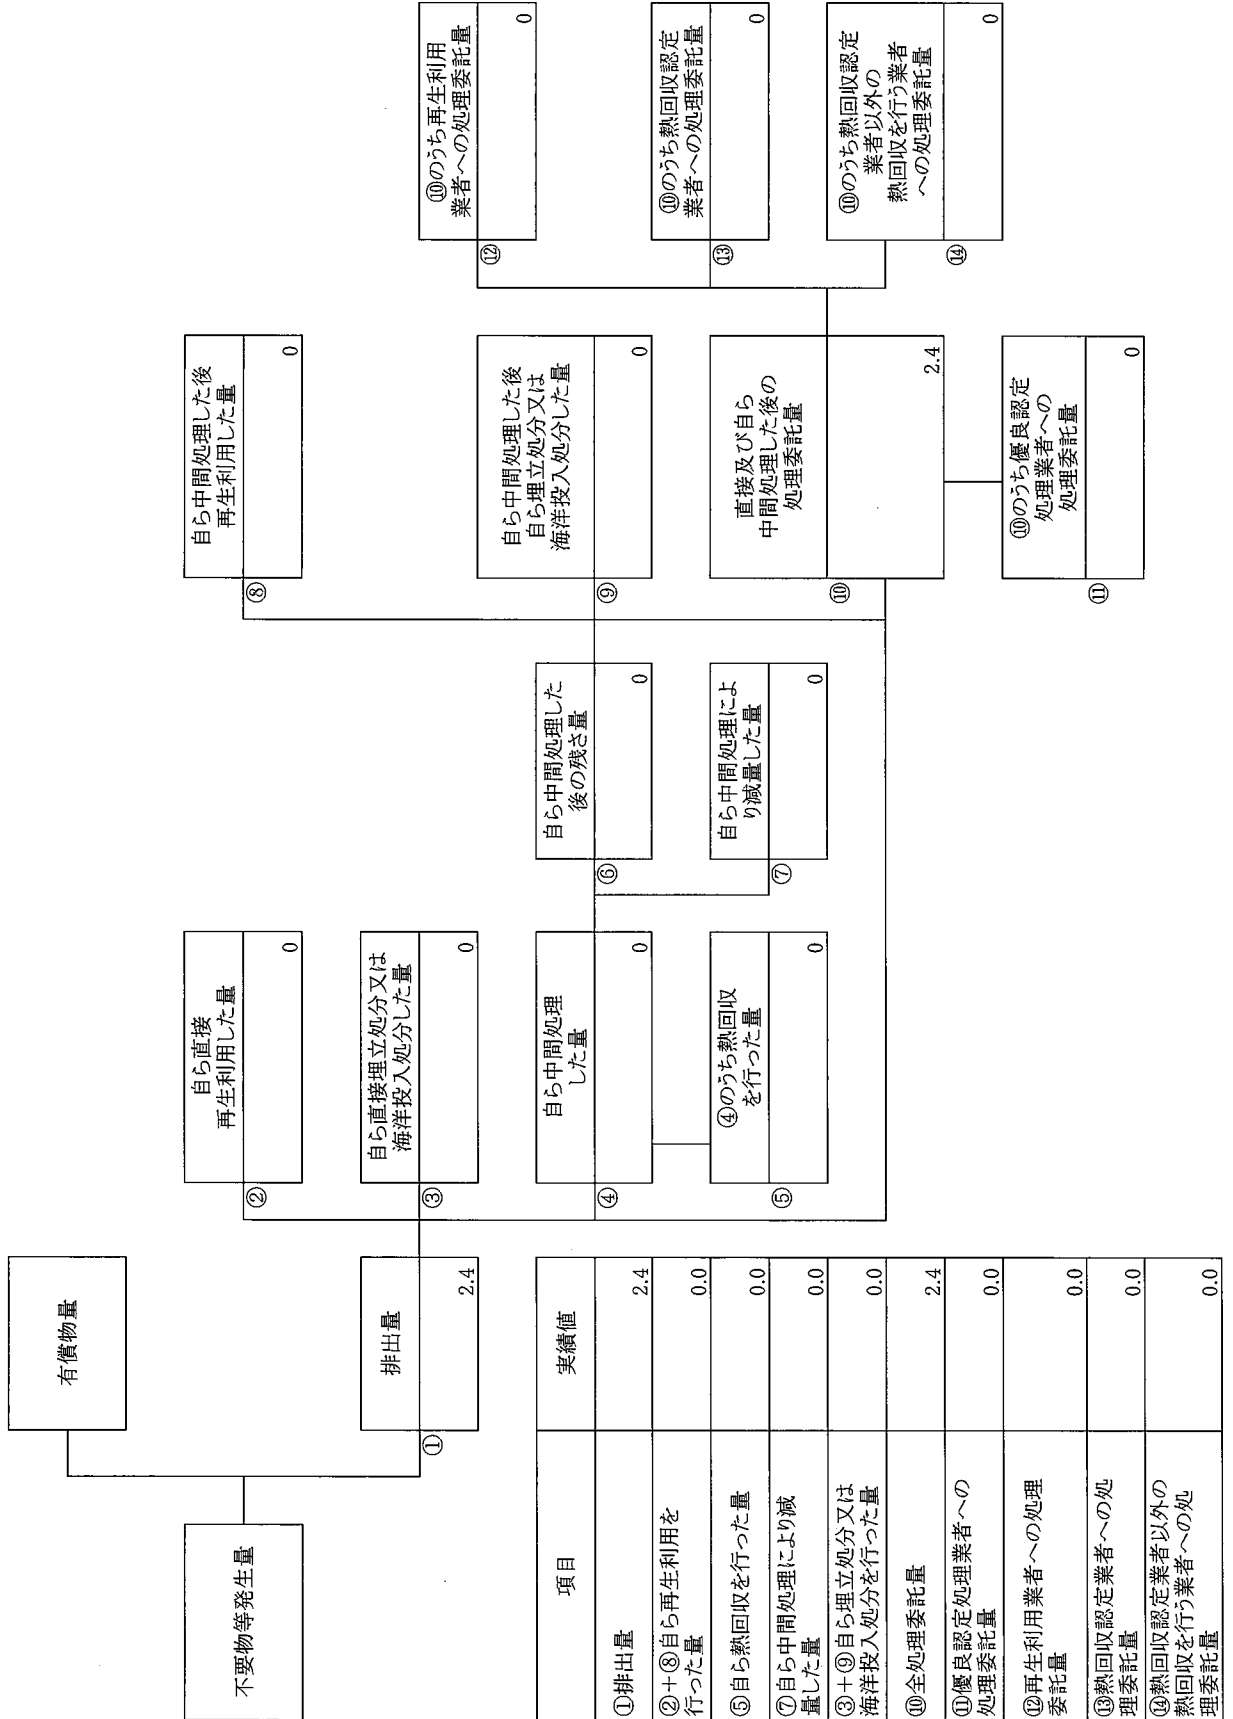 不要物等発生量
有償物量
①
排出量
2.4
②
自ら直接
再生利用した量
0
③
自ら直接埋立処分又は
海洋投入処分した量
0
④
自ら中間処理
した量
0
⑤
④のうち熱回収
を行った量
0
⑥
自ら中間処理した
後の残さ量
0
⑦
自ら中間処理によ
り減量した量
0
⑧
自ら中間処理した後
再生利用した量
0
⑨
自ら中間処理した後
自ら埋立処分又は
海洋投入処分した量
0
⑩
直接及び自ら
中間処理した後の
処理委託量
2.4
⑪
⑩のうち優良認定
処理業者への
処理委託量
0
⑫
⑩のうち再生利用
業者への処理委託量
0
⑬
⑩のうち熱回収認定
業者への処理委託量
0
⑭
⑩のうち熱回収認定
業者以外の
熱回収を行う業者
への処理委託量
0
項目 実績値
①排出量 2.4
②+⑧自ら再生利用を
行った量 0.0
⑤自ら熱回収を行った量 0.0
⑦自ら中間処理により減
量した量 0.0
③+⑨自ら埋立処分又は
海洋投入処分を行った量 0.0
⑩全処理委託量 2.4
⑪優良認定処理業者への
処理委託量 0.0
⑫再生利用業者への処理
委託量 0.0
⑬熱回収認定業者への処
理委託量 0.0
⑭熱回収認定業者以外の
熱回収を行う業者への処
理委託量 0.0